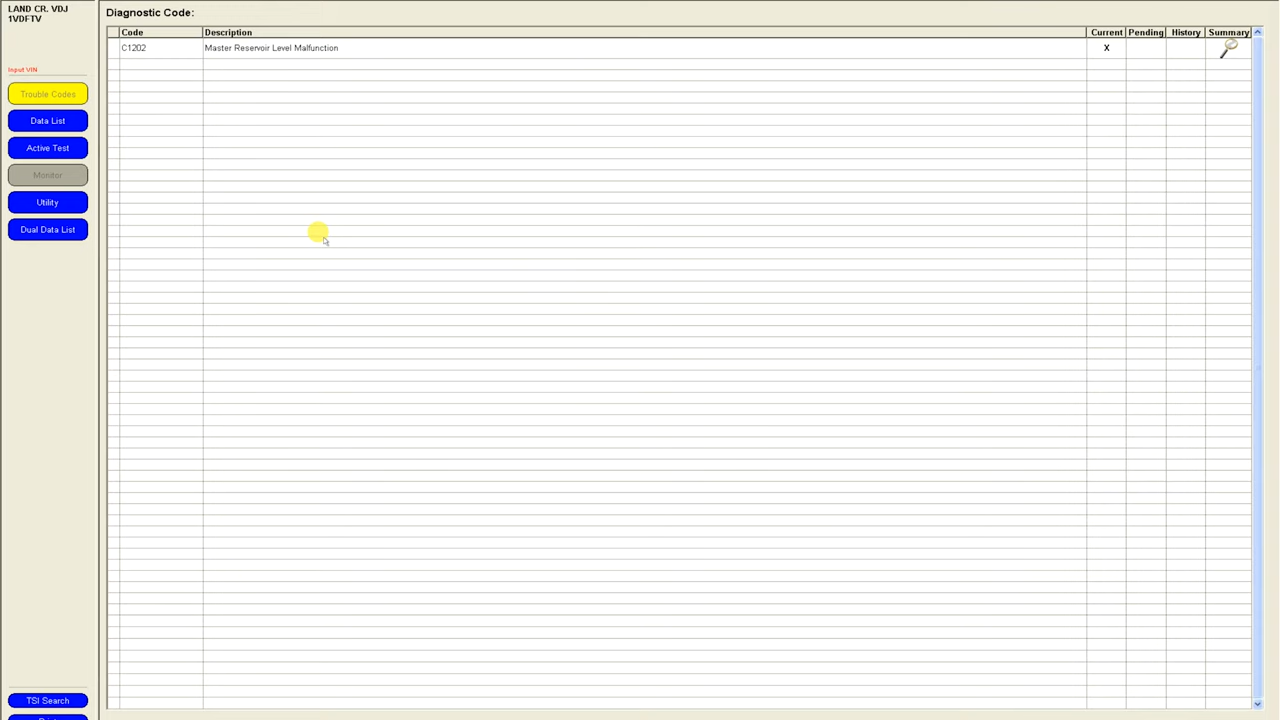 LAND CR. VDJ
1VDFTV
Input VIN
Trouble Codes
Data List
Active Test
Monitor
Utility
Dual Data List
TSI Search
Diagnostic Code:
Code Description Current Pending History Summary
C1202 Master Reservoir Level Malfunction X